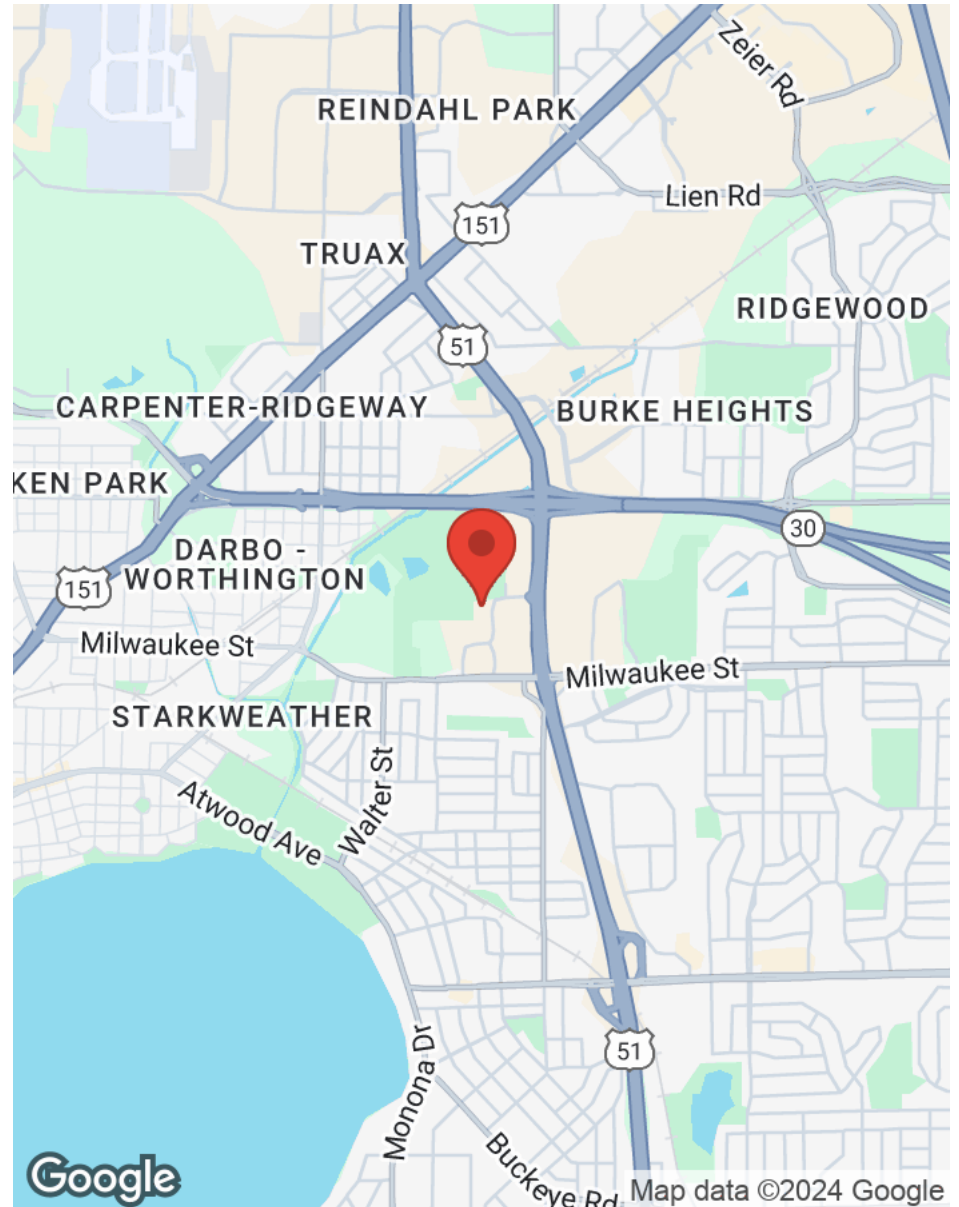 Zeier Rd
REINDAHL PARK
Lien Rd
151
TRUAX
RIDGEWOOD
51
CARPENTER-RIDGEWAY
BURKE HEIGHTS
KEN PARK
30
DARBO -
WORTHINGTON
151
Milwaukee St
Milwaukee St
STARKWEATHER
Walter St
Atwood Ave
51
Monona Dr
Buckeye Rd
Google
Map data ©2024 Google